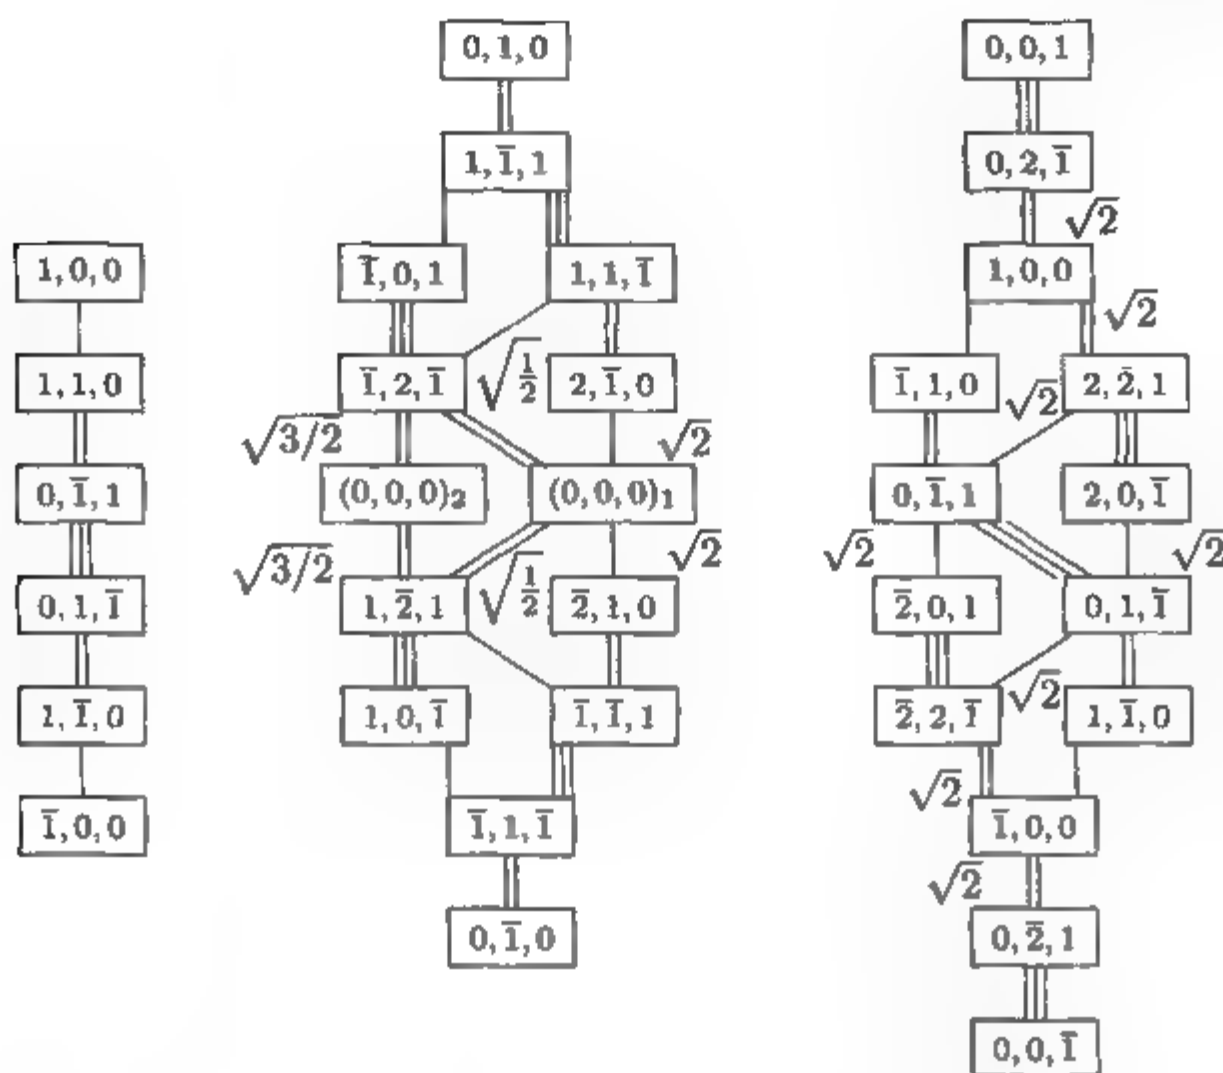 1, 0, 0
1, 1, 0
0, 1̄, 1
0, 1, 1̄
1, 1̄, 0
1̄, 0, 0
0, 1, 0
1, 1̄, 1
1̄, 0, 1
1, 1, 1̄
1̄, 2, 1̄
√1/2
2, 1̄, 0
√3/2
√2
(0, 0, 0)₂
(0, 0, 0)₁
√3/2
√1/2
√2
1, 2̄, 1
2̄, 1, 0
1, 0, 1̄
1̄, 1̄, 1
1̄, 1, 1̄
0, 1̄, 0
0, 0, 1
0, 2, 1̄
√2
1, 0, 0
√2
1̄, 1, 0
√2
2, 2̄, 1
0, 1̄, 1
2, 0, 1̄
√2
√2
2̄, 0, 1
0, 1, 1̄
2̄, 2, 1̄
√2
1, 1̄, 0
√2
1̄, 0, 0
√2
0, 2̄, 1
0, 0, 1̄